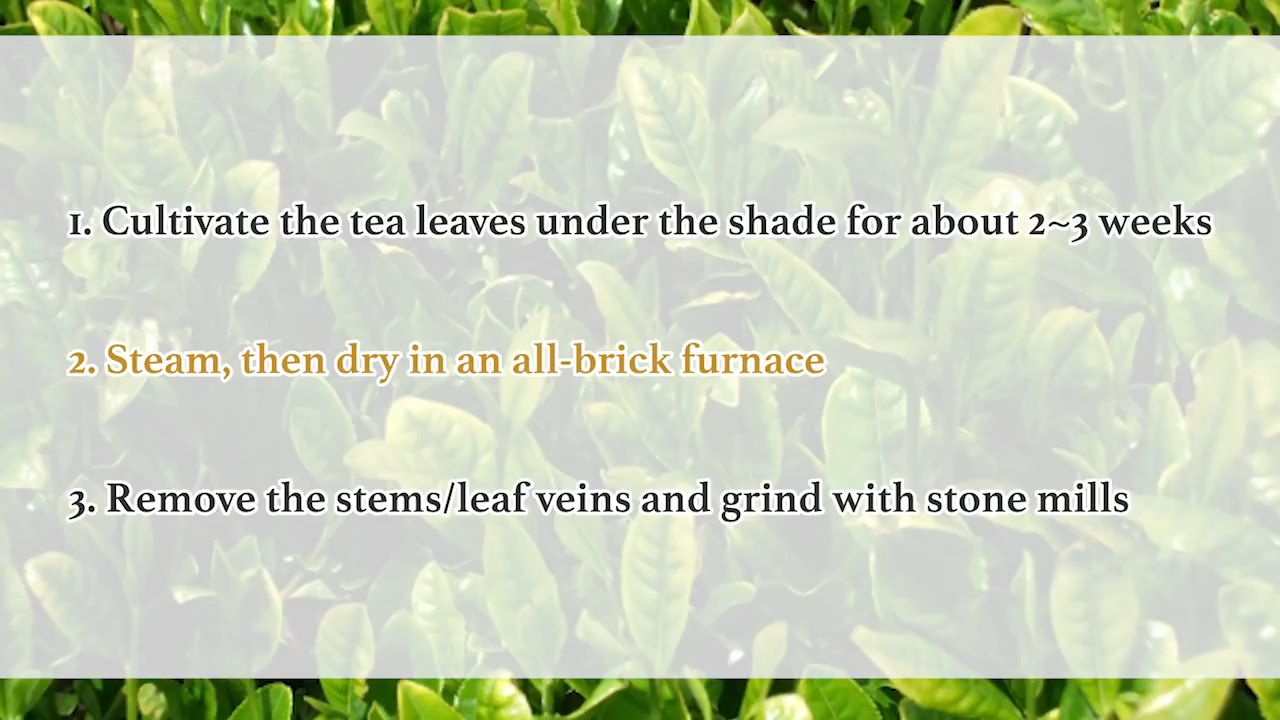 1. Cultivate the tea leaves under the shade for about 2~3 weeks
2. Steam, then dry in an all-brick furnace
3. Remove the stems/leaf veins and grind with stone mills